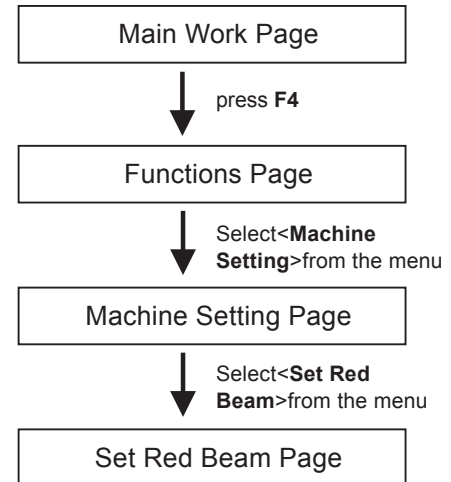 Main Work Page
press F4
Functions Page
Select<Machine
Setting>from the menu
Machine Setting Page
Select<Set Red
Beam>from the menu
Set Red Beam Page